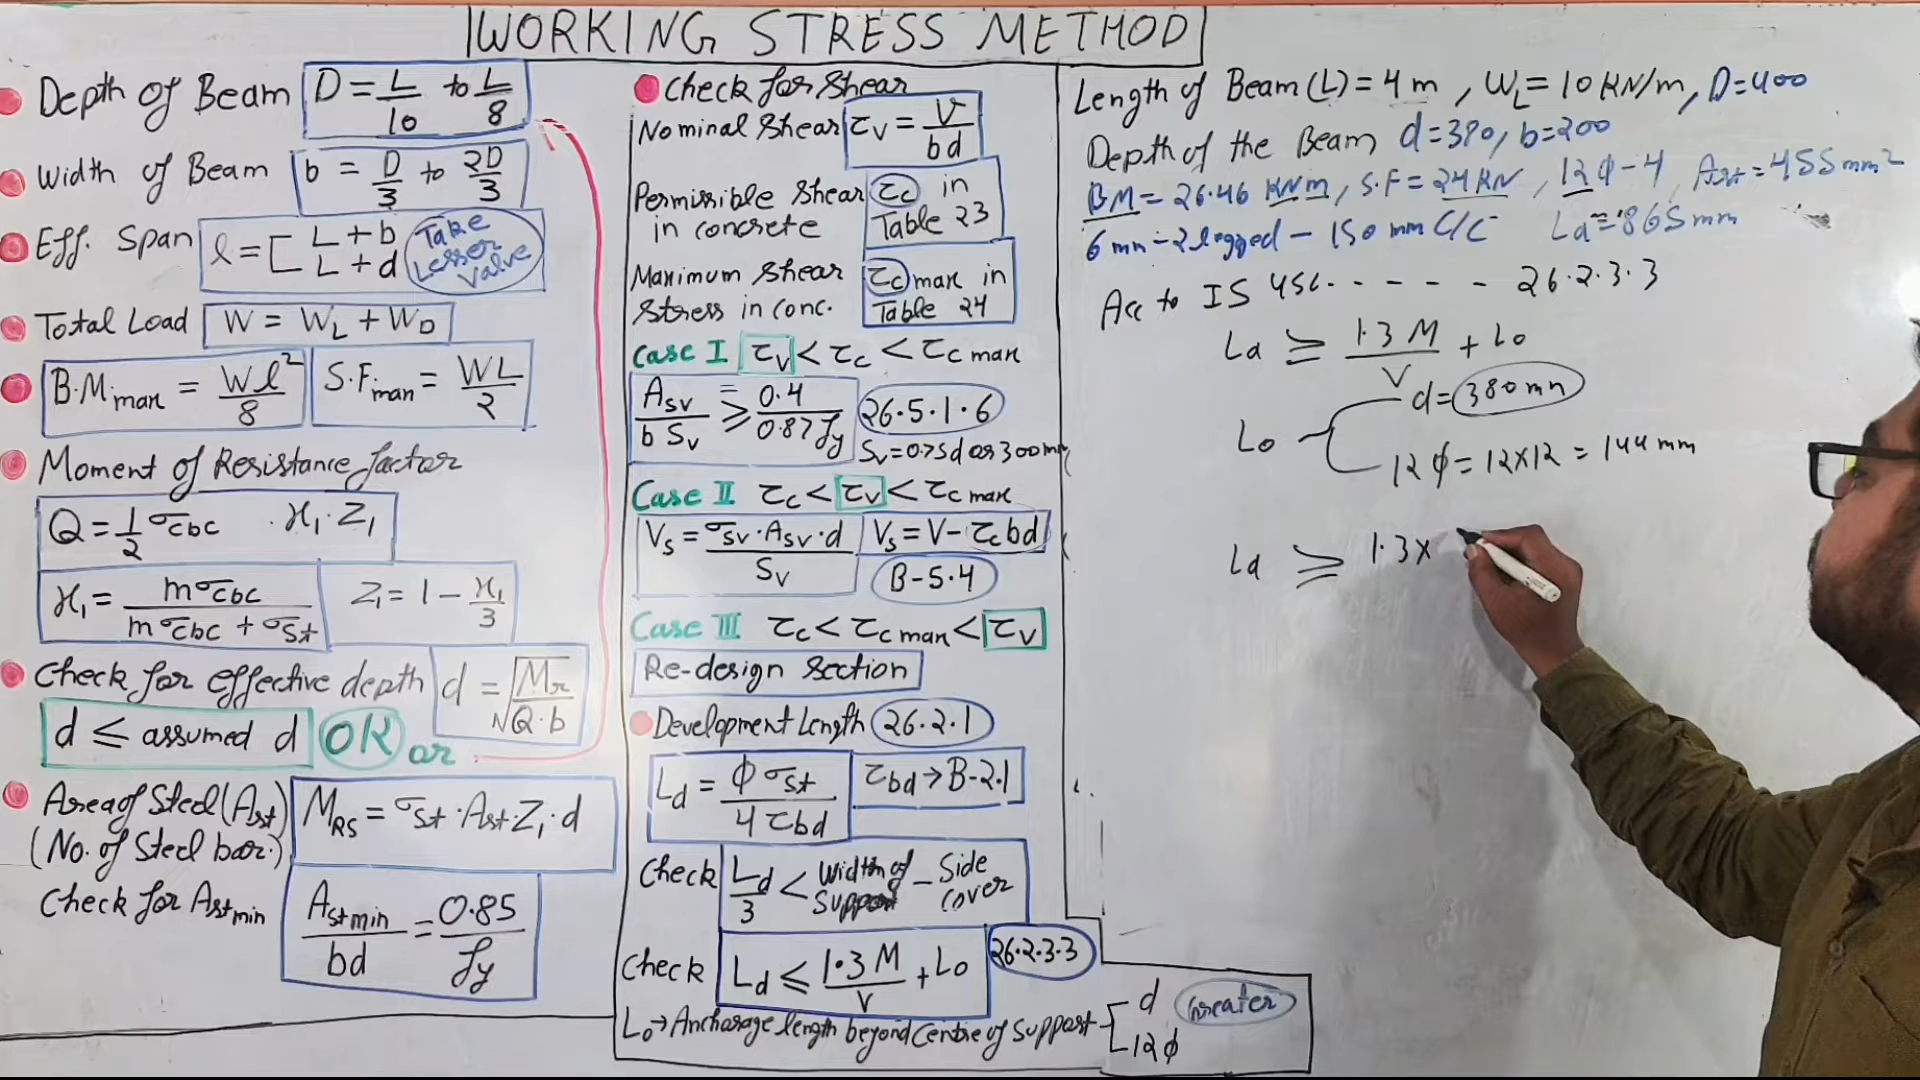 WORKING STRESS METHOD
Depth of Beam D = L/10 to L/8
Width of Beam b = D/3 to 2D/3
Eff. Span l = [ L + b
L + d Take Lesser Valve
Total Load W = W_L + W_D
B.M_max = Wl²/8 S.F_max = WL/2
Moment of Resistance factor
Q = 1/2 σcbc . x₁ . Z₁
x₁ = mσcbc / mσcbc + σst Z₁ = 1 - x₁/3
Check for effective depth d = √(Mr/Q.b)
d ≤ assumed d OK or
Area of Steel (Ast) M_RS = σst . Ast . Z₁ . d
(No. of Steel bar.)
Check for Ast min Ast min/bd = 0.85/fy
Check for Shear
Nominal Shear τv = V/bd
Permissible Shear τc in
in concrete Table 23
Maximum Shear τc max in
Stress in conc. Table 24
Case I τv < τc < τc max
Asv/b Sv ≥ 0.4/0.87 fy 26.5.1.6
Sv = 0.75d or 300mm
Case II τc < τv < τc max
Vs = σsv . Asv . d / Sv Vs = V - τc bd
B-5.4
Case III τc < τc max < τv
Re-design Section
Development Length 26.2.1
Ld = φ σst / 4 τbd τbd → B-2.1
Check Ld/3 < Width of Support - Side cover
Check Ld ≤ 1.3 M/V + Lo 26.2.3.3
Lo → Ancharage length beyond Centre of Support [ d Greater
12 φ
Length of Beam (L) = 4 m , W_L = 10 KN/m, D=400
Depth of the Beam d = 380, b = 200
BM = 26.46 KNm, S.F = 24 KN, 12 φ - 4, Ast = 455 mm²
6 mm - 2 legged - 150 mm C/C Ld = 865 mm
Acc to IS 456 - - - - - 26.2.3.3
Ld ≥ 1.3 M/V + Lo
Lo d = 380 mm
12 φ = 12 x 12 = 144 mm
Ld ≥ 1.3 x